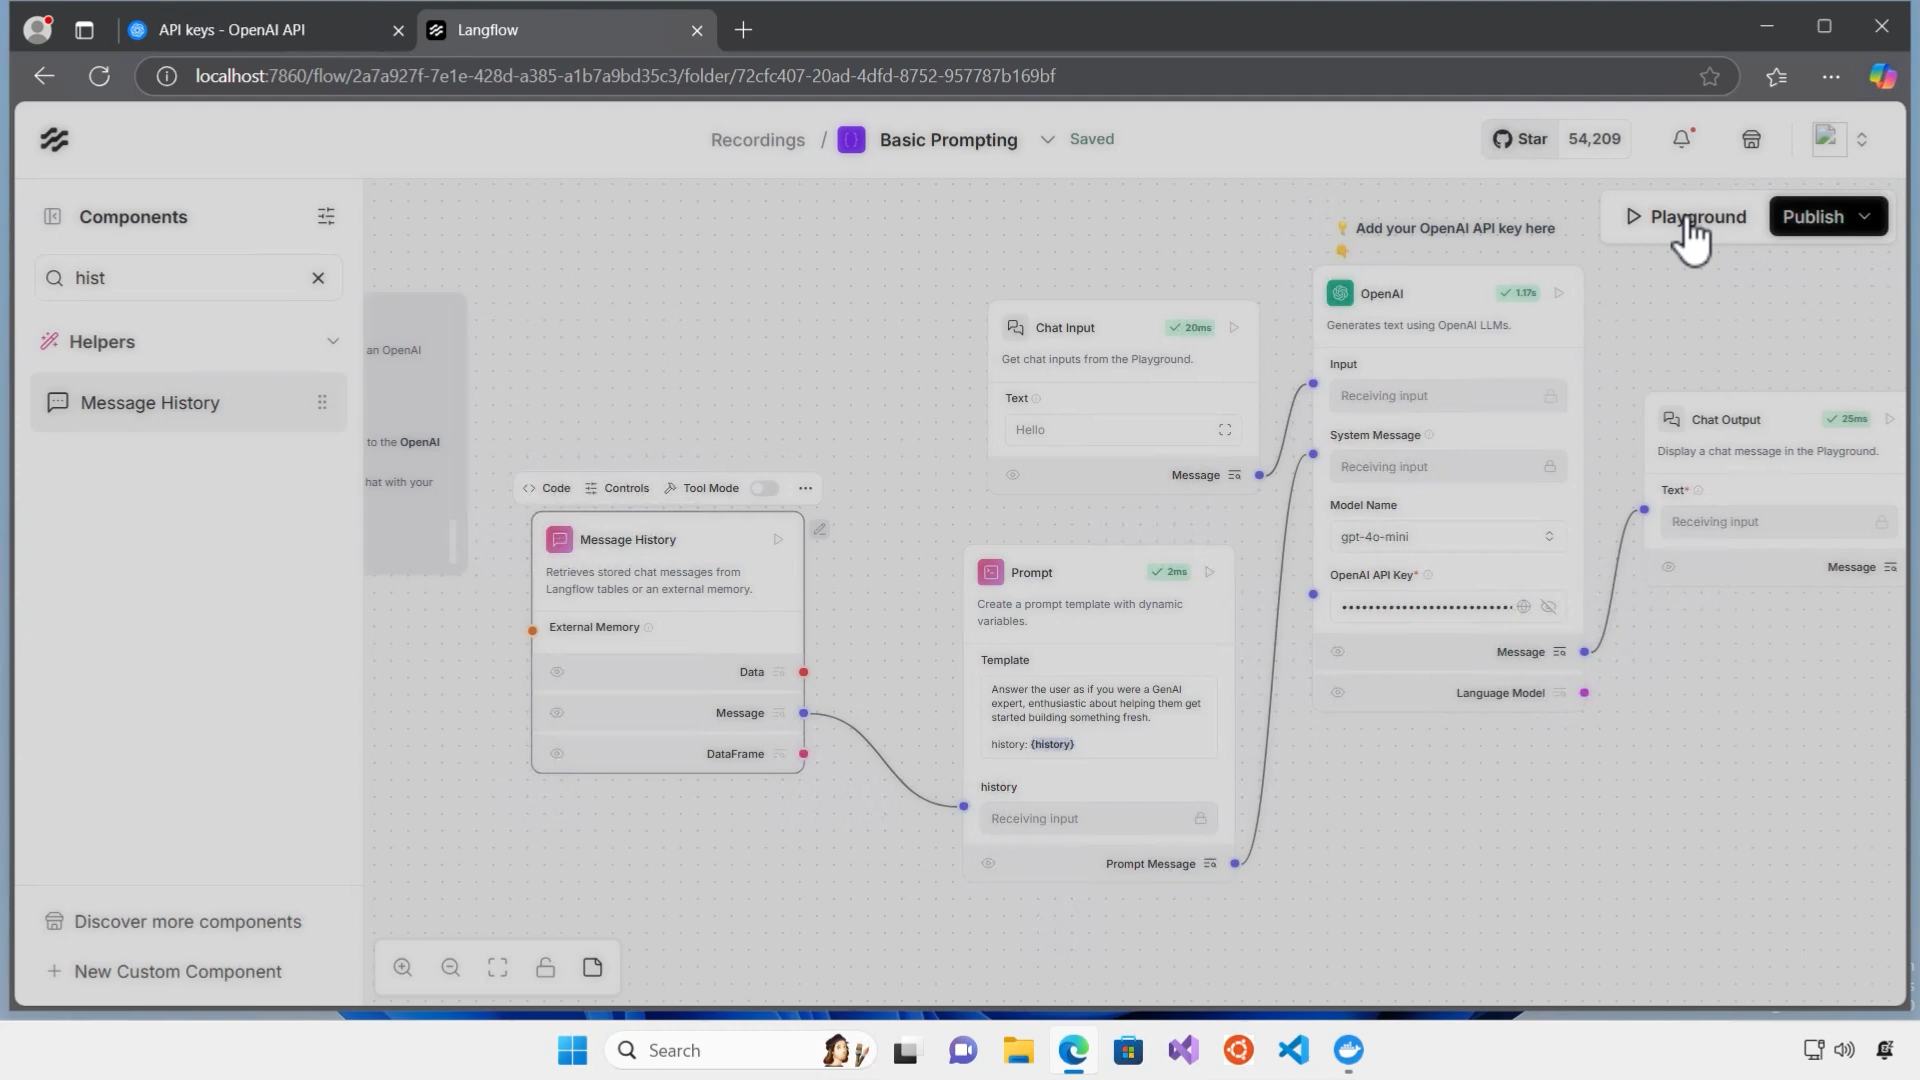 API keys - OpenAI API
Langflow
localhost:7860/flow/2a7a927f-7e1e-428d-a385-a1b7a9bd35c3/folder/72cfc407-20ad-4dfd-8752-957787b169bf
Recordings / Basic Prompting Saved
Star 54,209
Components
hist
Helpers
Message History
Discover more components
New Custom Component
Playground
Publish
an OpenAI
to the OpenAI
hat with your
Code Controls Tool Mode
Message History
Retrieves stored chat messages from
Langflow tables or an external memory.
External Memory
Data
Message
DataFrame
Chat Input 20ms
Get chat inputs from the Playground.
Text
Hello
Message
Prompt 2ms
Create a prompt template with dynamic
variables.
Template
Answer the user as if you were a GenAI
expert, enthusiastic about helping them get
started building something fresh.
history: {history}
history
Receiving input
Prompt Message
Add your OpenAI API key here
OpenAI 1.17s
Generates text using OpenAI LLMs.
Input
Receiving input
System Message
Receiving input
Model Name
gpt-4o-mini
OpenAI API Key*
Message
Language Model
Chat Output 25ms
Display a chat message in the Playground.
Text*
Receiving input
Message
Search